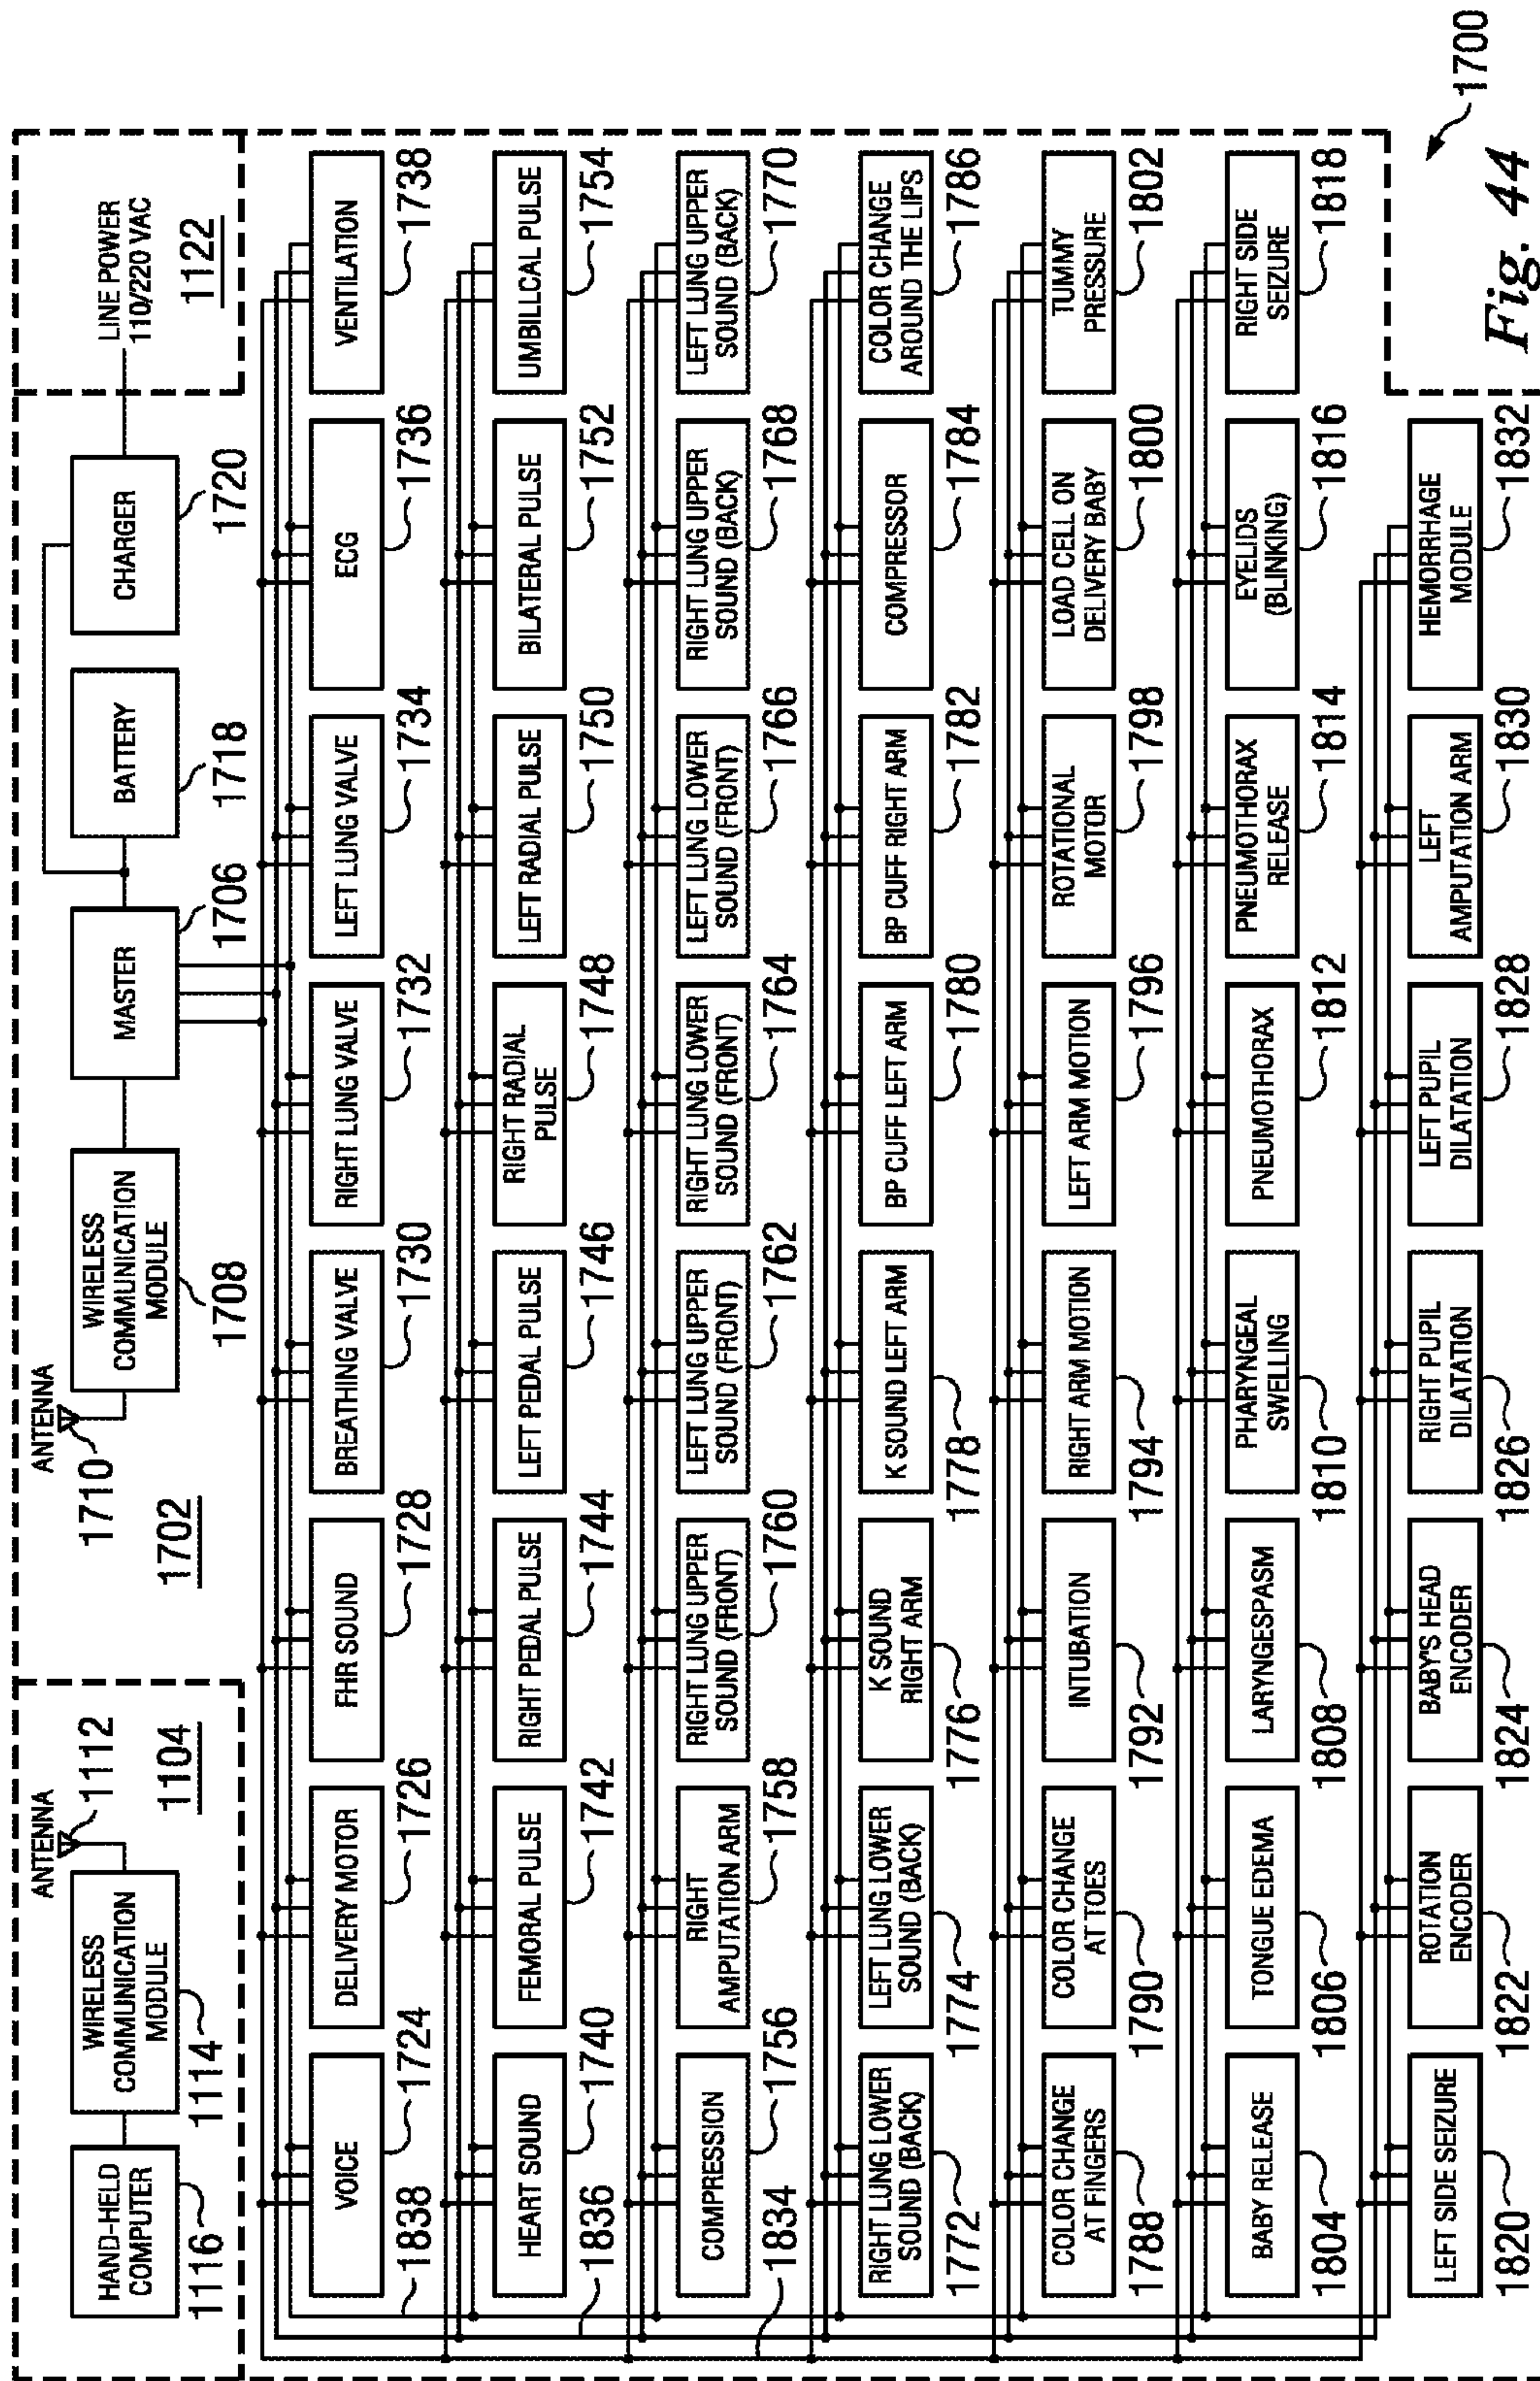 HAND-HELD
COMPUTER
1116
WIRELESS
COMMUNICATION
MODULE
1114
ANTENNA
1112
1104
1702
ANTENNA
1710
WIRELESS
COMMUNICATION
MODULE
1708
MASTER
1706
BATTERY
1718
CHARGER
1720
LINE POWER
110/220 VAC
1122
VOICE
1724
DELIVERY MOTOR
1726
FHR SOUND
1728
BREATHING VALVE
1730
RIGHT LUNG VALVE
1732
LEFT LUNG VALVE
1734
ECG
1736
VENTILATION
1738
1838
HEART SOUND
1740
FEMORAL PULSE
1742
RIGHT PEDAL PULSE
1744
LEFT PEDAL PULSE
1746
RIGHT RADIAL
PULSE
1748
LEFT RADIAL PULSE
1750
BILATERAL PULSE
1752
UMBILLCAL PULSE
1754
1836
COMPRESSION
1756
RIGHT
AMPUTATION ARM
1758
RIGHT LUNG UPPER
SOUND (FRONT)
1760
LEFT LUNG UPPER
SOUND (FRONT)
1762
RIGHT LUNG LOWER
SOUND (FRONT)
1764
LEFT LUNG LOWER
SOUND (FRONT)
1766
RIGHT LUNG UPPER
SOUND (BACK)
1768
LEFT LUNG UPPER
SOUND (BACK)
1770
1834
RIGHT LUNG LOWER
SOUND (BACK)
1772
LEFT LUNG LOWER
SOUND (BACK)
1774
K SOUND
RIGHT ARM
1776
K SOUND LEFT ARM
1778
BP CUFF LEFT ARM
1780
BP CUFF RIGHT ARM
1782
COMPRESSOR
1784
COLOR CHANGE
AROUND THE LIPS
1786
COLOR CHANGE
AT FINGERS
1788
COLOR CHANGE
AT TOES
1790
INTUBATION
1792
RIGHT ARM MOTION
1794
LEFT ARM MOTION
1796
ROTATIONAL
MOTOR
1798
LOAD CELL ON
DELIVERY BABY
1800
TUMMY
PRESSURE
1802
BABY RELEASE
1804
TONGUE EDEMA
1806
LARYNGESPASM
1808
PHARYNGEAL
SWELLING
1810
PNEUMOTHORAX
1812
PNEUMOTHORAX
RELEASE
1814
EYELIDS
(BLINKING)
1816
RIGHT SIDE
SEIZURE
1818
LEFT SIDE SEIZURE
1820
ROTATION
ENCODER
1822
BABY'S HEAD
ENCODER
1824
RIGHT PUPIL
DILATATION
1826
LEFT PUPIL
DILATATION
1828
LEFT
AMPUTATION ARM
1830
HEMORRHAGE
MODULE
1832
1700
Fig. 44